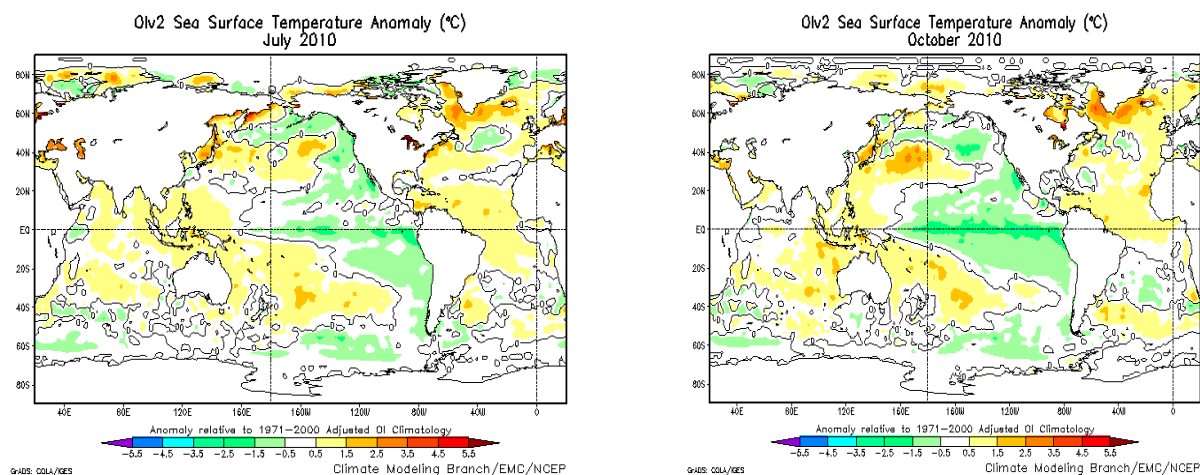 OIv2 Sea Surface Temperature Anomaly (°C)
July 2010
80N
60N
40N
20N
EQ
20S
40S
60S
80S
40E 80E 120E 160E 160W 120W 80W 40W 0
Anomaly relative to 1971–2000 Adjusted OI Climatology
-5.5 -4.5 -3.5 -2.5 -1.5 -0.5 0.5 1.5 2.5 3.5 4.5 5.5
GrADS: COLA/IGES
Climate Modeling Branch/EMC/NCEP
OIv2 Sea Surface Temperature Anomaly (°C)
October 2010
80N
60N
40N
20N
EQ
20S
40S
60S
80S
40E 80E 120E 160E 160W 120W 80W 40W 0
Anomaly relative to 1971–2000 Adjusted OI Climatology
-5.5 -4.5 -3.5 -2.5 -1.5 -0.5 0.5 1.5 2.5 3.5 4.5 5.5
GrADS: COLA/IGES
Climate Modeling Branch/EMC/NCEP